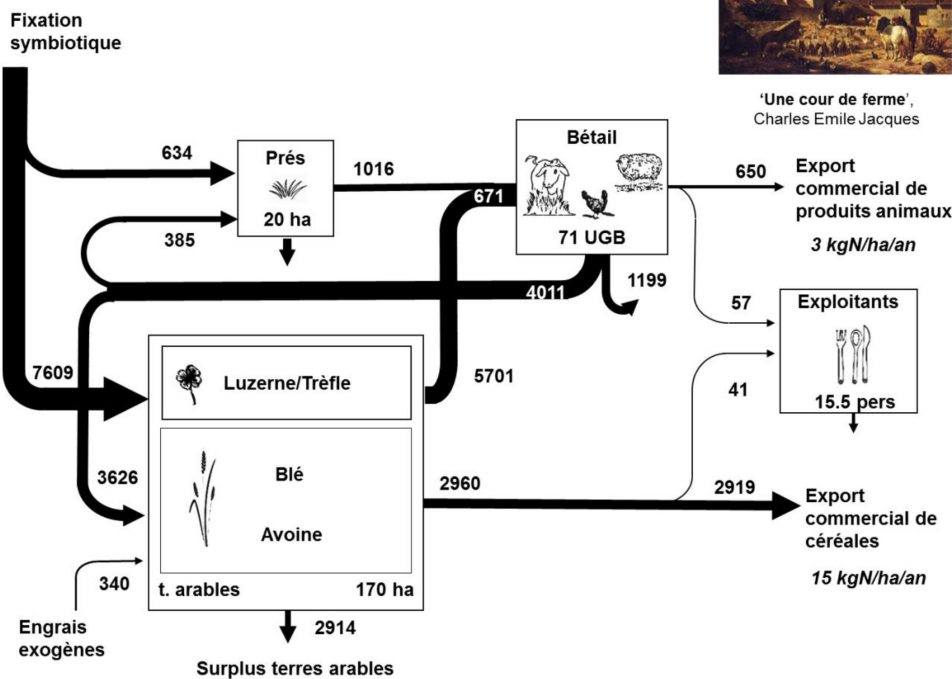 Fixation
symbiotique
‘Une cour de ferme’,
Charles Emile Jacques
634
Prés
20 ha
1016
385
Bétail
71 UGB
671
650
Export
commercial de
produits animaux
3 kgN/ha/an
4011
1199
57
Exploitants
15.5 pers
41
7609
Luzerne/Trèfle
5701
3626
Blé
Avoine
2960
2919
Export
commercial de
céréales
15 kgN/ha/an
t. arables 170 ha
340
Engrais
exogènes
2914
Surplus terres arables